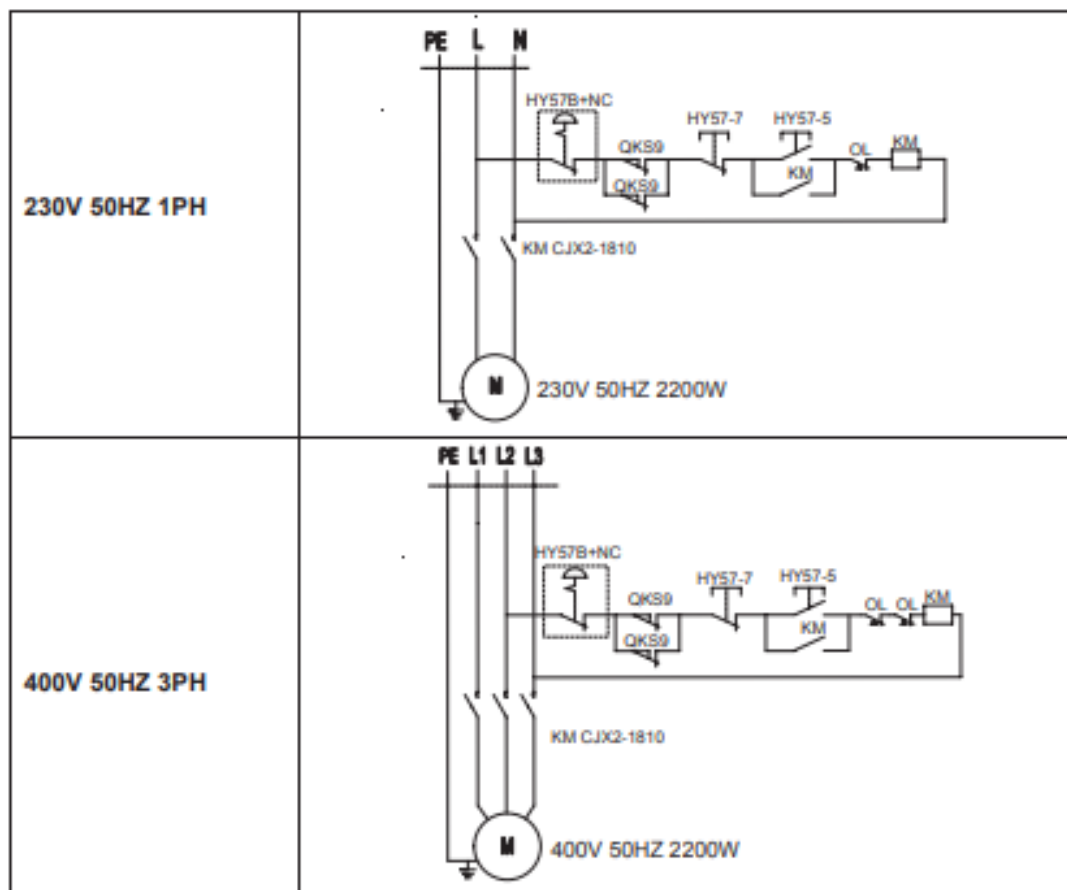 PE L N
HY57B+NC
HY57-7
HY57-5
QKS9
OL
KM
QKS9
KM
230V 50HZ 1PH
KM CJX2-1810
M
230V 50HZ 2200W
PE L1 L2 L3
HY57B+NC
HY57-7
HY57-5
QKS9
OL
OL
KM
QKS9
KM
400V 50HZ 3PH
KM CJX2-1810
M
400V 50HZ 2200W